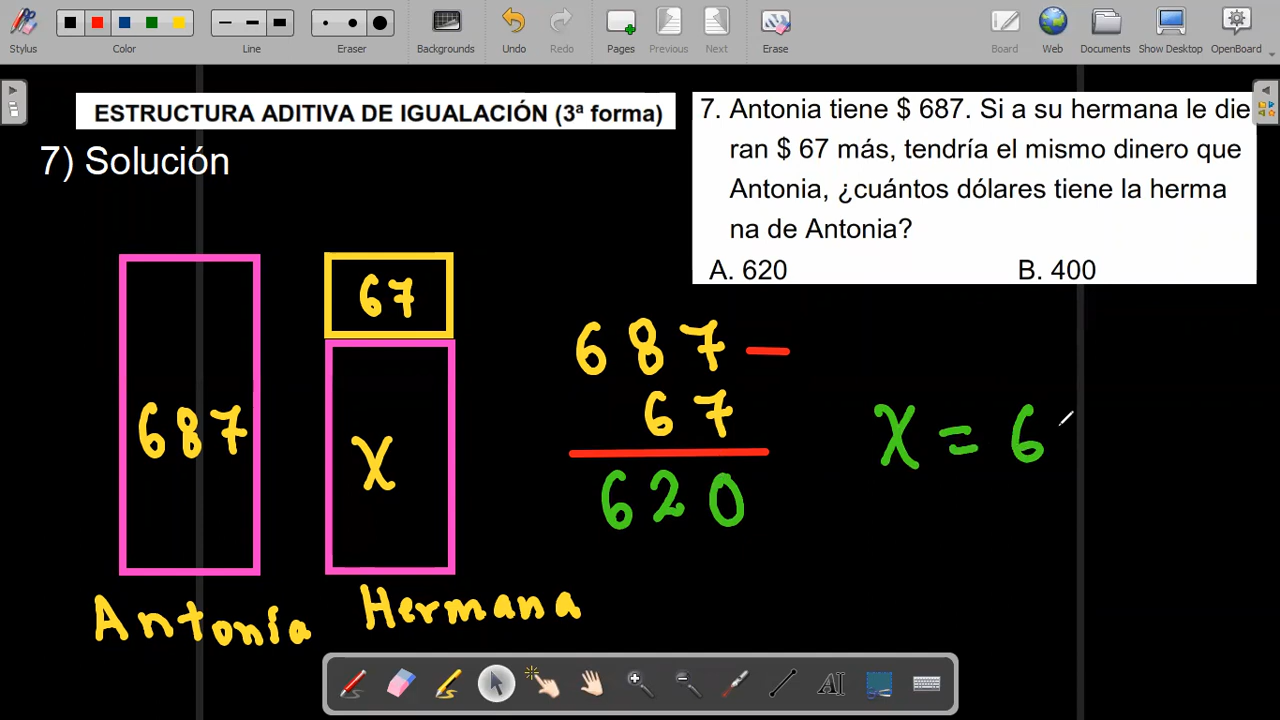 Stylus
Color
Line
Eraser
Backgrounds
Undo
Redo
Pages
Previous
Next
Erase
Board
Web
Documents
Show Desktop
OpenBoard
ESTRUCTURA ADITIVA DE IGUALACIÓN (3ª forma)
7) Solución
7. Antonia tiene $ 687. Si a su hermana le die
ran $ 67 más, tendría el mismo dinero que
Antonia, ¿cuántos dólares tiene la herma
na de Antonia?
A. 620 B. 400
687
67
x
Antonía
Hermana
687 −
67
620
x = 6
AI